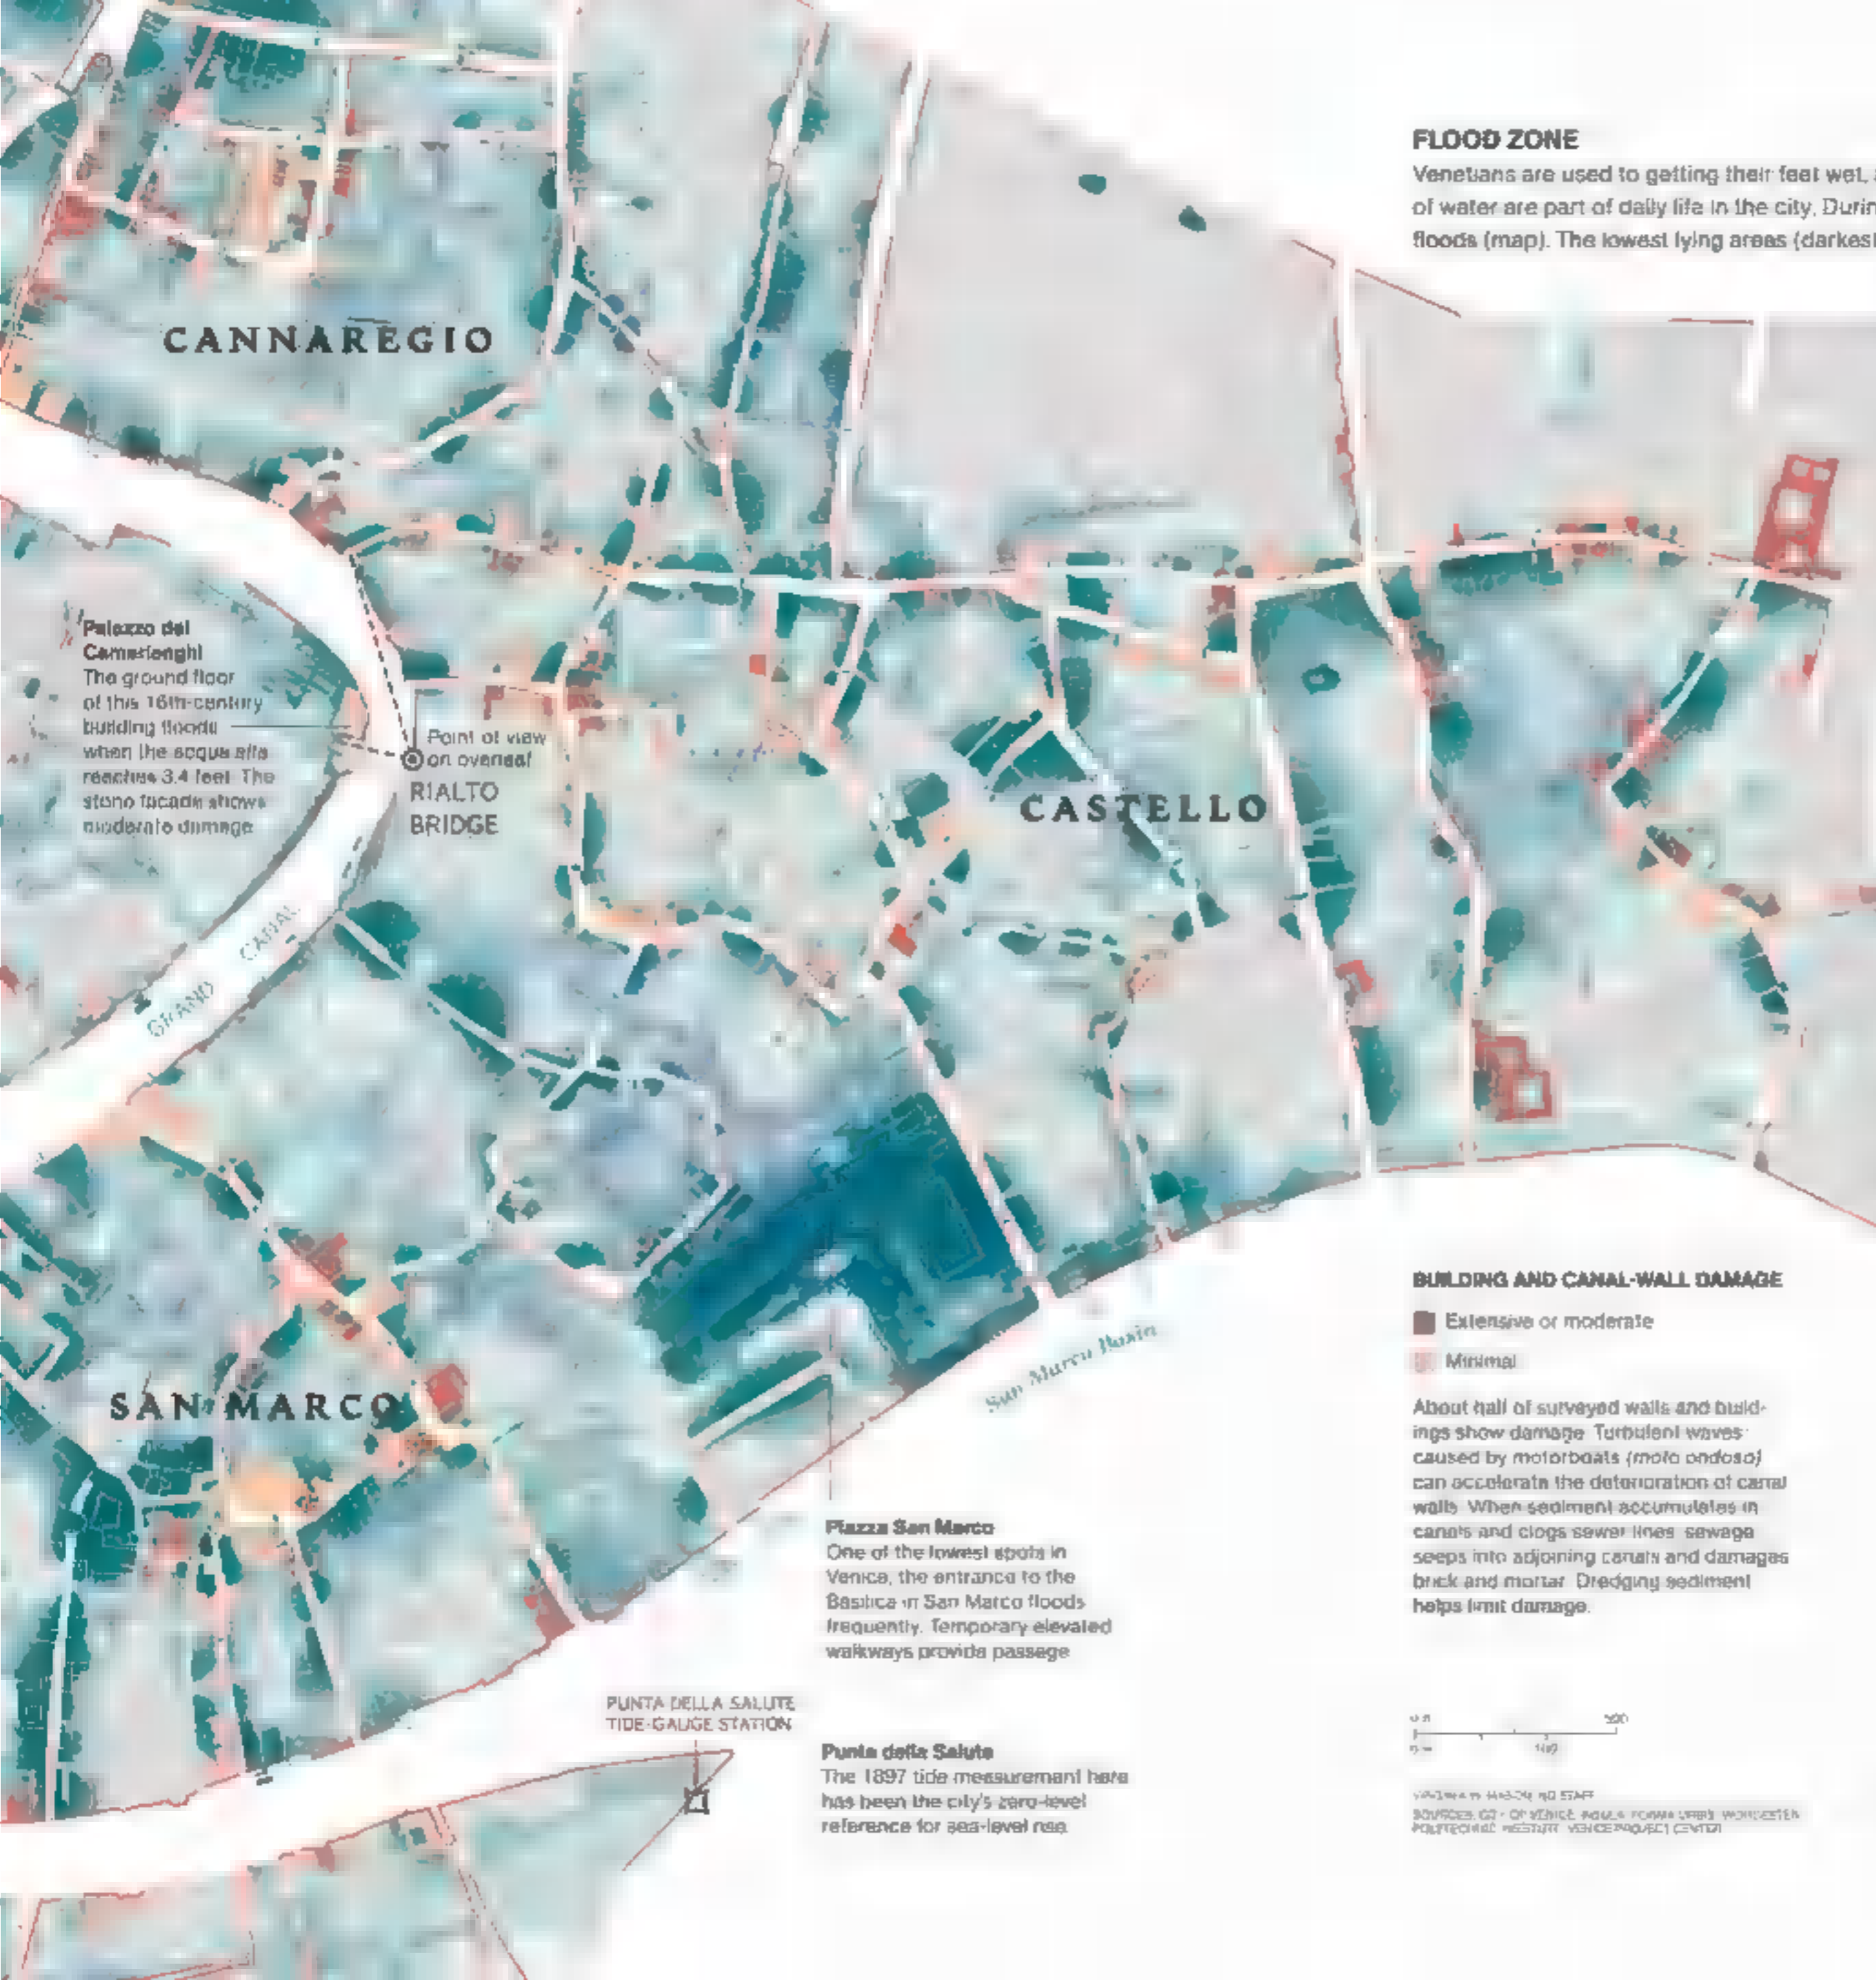 FLOOD ZONE
Venetians are used to getting their feet wet,
of water are part of daily life in the city. Durin
floods (map). The lowest lying areas (darkest
CANNAREGIO
Palazzo dei
Camerlenghi
The ground floor
of this 16th-century
building floods
when the acqua alta
reaches 3.4 feet. The
stone facade shows
moderate damage.
Point of view
on overleaf
RIALTO
BRIDGE
CASTELLO
GRAND CANAL
SAN MARCO
San Marco Basin
BUILDING AND CANAL-WALL DAMAGE
Extensive or moderate
Minimal
About half of surveyed walls and build-
ings show damage. Turbulent waves
caused by motorboats (moto ondoso)
can accelerate the deterioration of canal
walls. When sediment accumulates in
canals and clogs sewer lines, sewage
seeps into adjoining canals and damages
brick and mortar. Dredging sediment
helps limit damage.
Piazza San Marco
One of the lowest spots in
Venice, the entrance to the
Basilica in San Marco floods
frequently. Temporary elevated
walkways provide passage.
PUNTA DELLA SALUTE
TIDE-GAUGE STATION
Punta della Salute
The 1897 tide measurement here
has been the city's zero-level
reference for sea-level rise.
NG STAFF
POLYTECHNIC INSTITUTE VENICE PROJECT CENTER